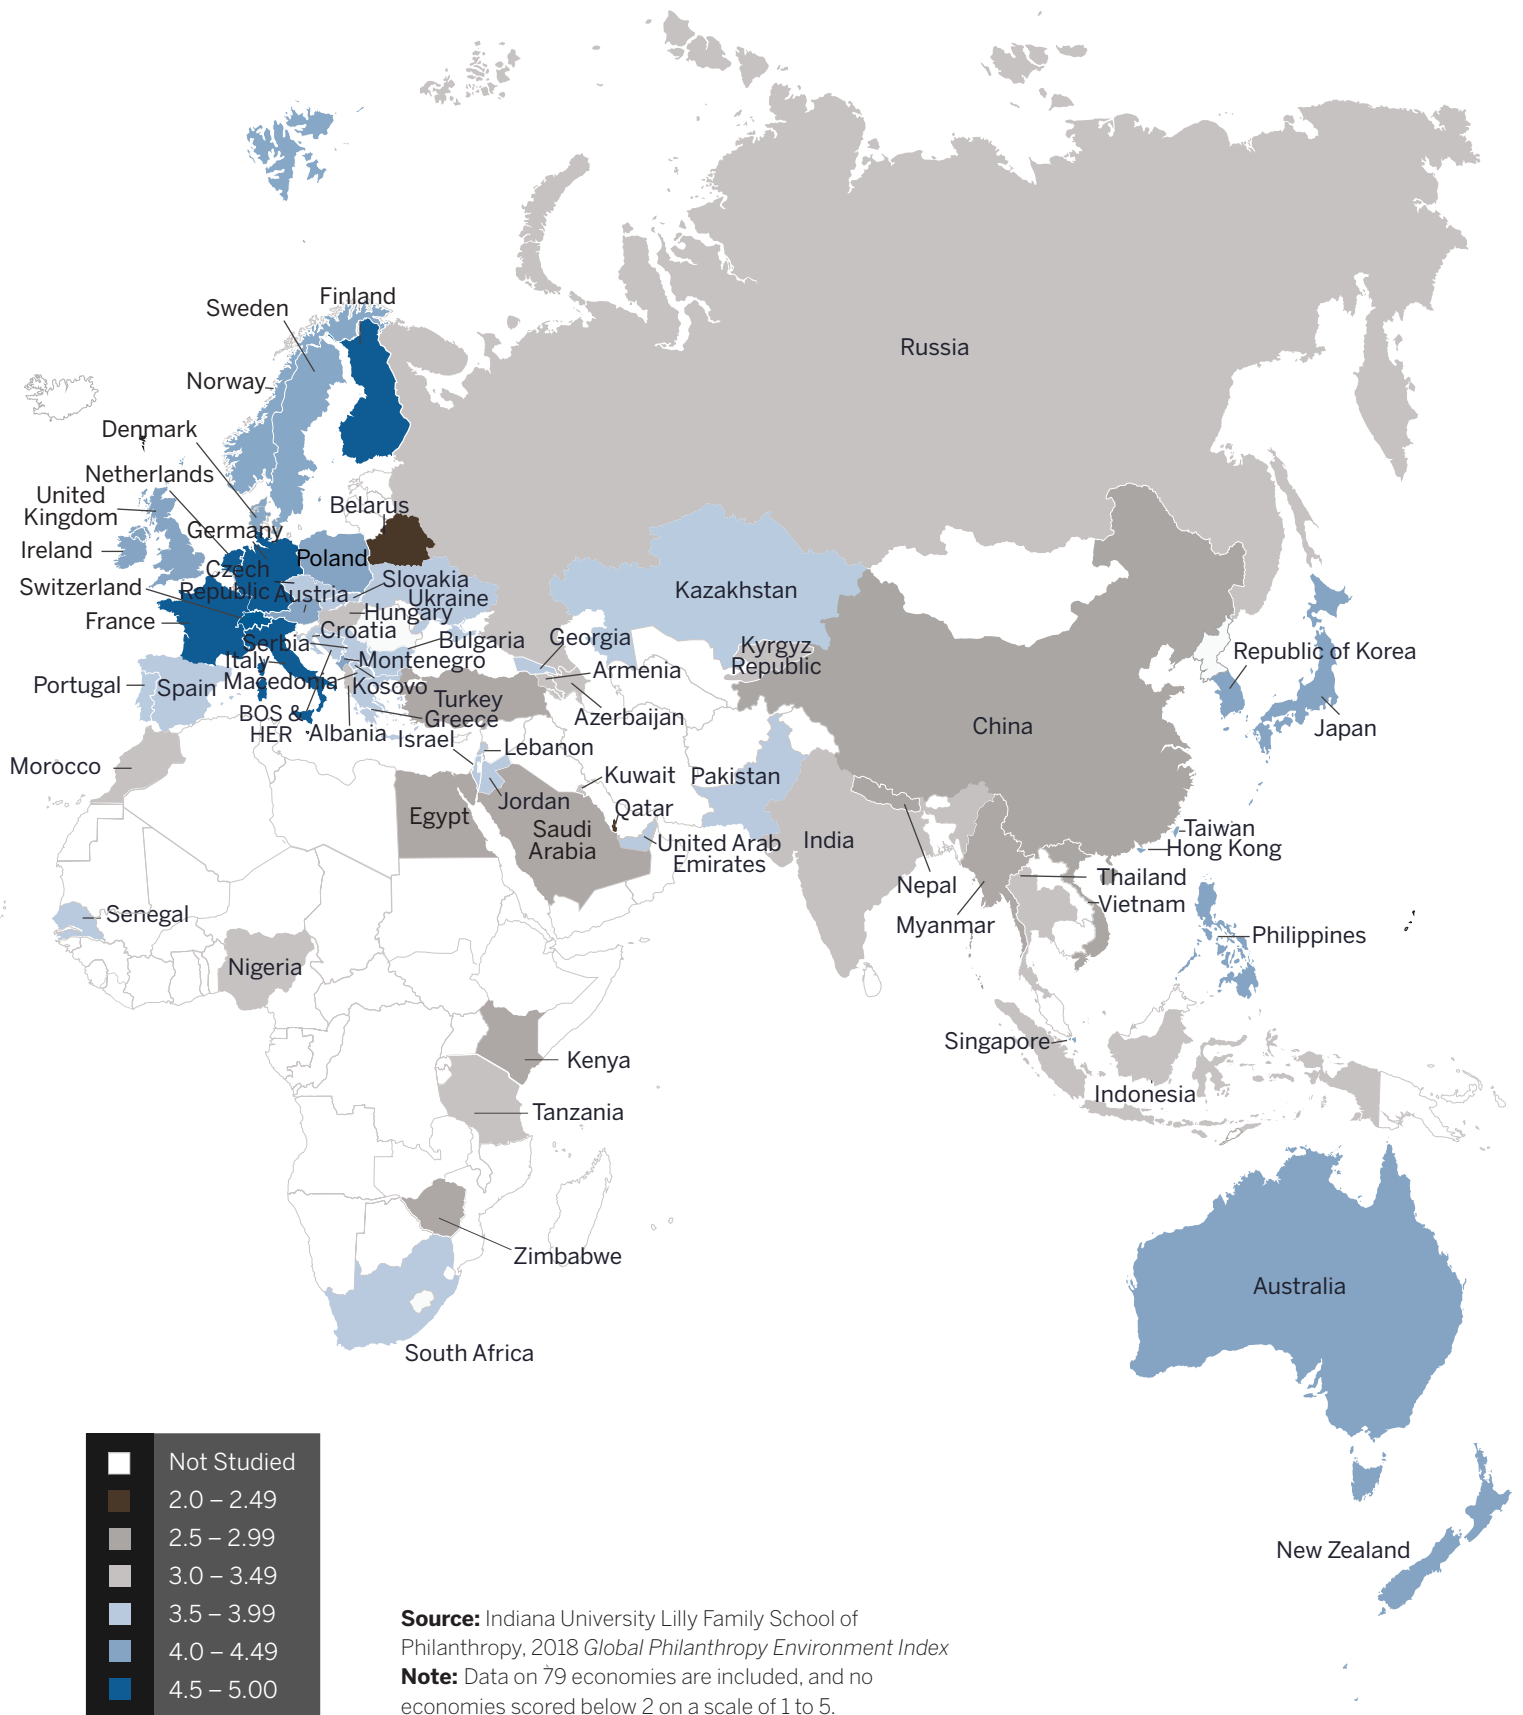 Finland
Sweden
Russia
Norway
Denmark
Netherlands
United
Kingdom
Belarus
Germany
Ireland
Poland
Czech
Republic
Slovakia
Switzerland
Austria
Ukraine
Kazakhstan
Hungary
France
Croatia
Serbia
Bulgaria
Georgia
Kyrgyz
Republic
Republic of Korea
Italy
Montenegro
Armenia
Portugal
Spain
Macedonia
Kosovo
Turkey
Azerbaijan
BOS &
HER
Greece
Albania
Israel
China
Japan
Lebanon
Morocco
Kuwait
Pakistan
Jordan
Qatar
Egypt
Saudi
Arabia
United Arab
Emirates
India
Taiwan
Hong Kong
Nepal
Thailand
Vietnam
Senegal
Myanmar
Philippines
Nigeria
Singapore
Kenya
Indonesia
Tanzania
Zimbabwe
Australia
South Africa
Not Studied
2.0 – 2.49
2.5 – 2.99
3.0 – 3.49
3.5 – 3.99
4.0 – 4.49
4.5 – 5.00
New Zealand
Source: Indiana University Lilly Family School of
Philanthropy, 2018 Global Philanthropy Environment Index
Note: Data on 79 economies are included, and no
economies scored below 2 on a scale of 1 to 5.